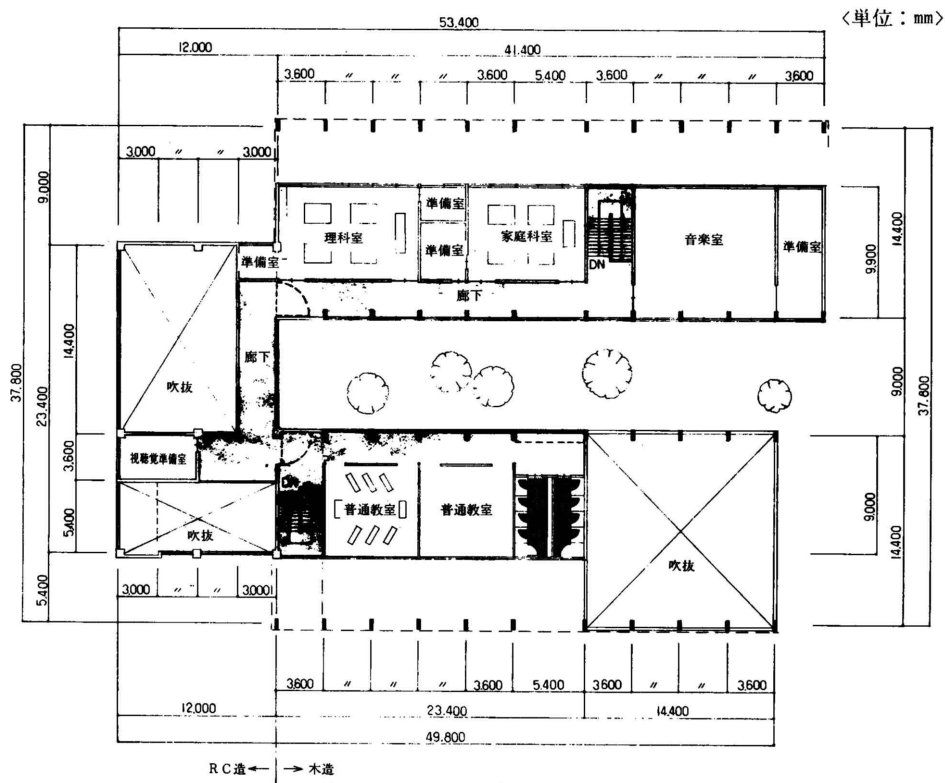 〈単位：mm〉
53.400
12.000
41.400
3.600
〃
〃
〃
3.600
5.400
3.600
〃
〃
〃
3.600
3.000
〃
〃
3.000
9.000
14.400
37.800
23.400
3.600
5.400
5.400
14.400
9.900
9.000
37.800
9.000
14.400
理科室
準備室
準備室
家庭科室
DN
音楽室
準備室
準備室
廊下
廊下
吹抜
視聴覚準備室
吹抜
DN
普通教室
普通教室
吹抜
3.000
〃
〃
3.000
3.600
〃
〃
〃
3.600
5.400
3.600
〃
〃
3.600
12.000
23.400
14.400
49.800
RC造
木造